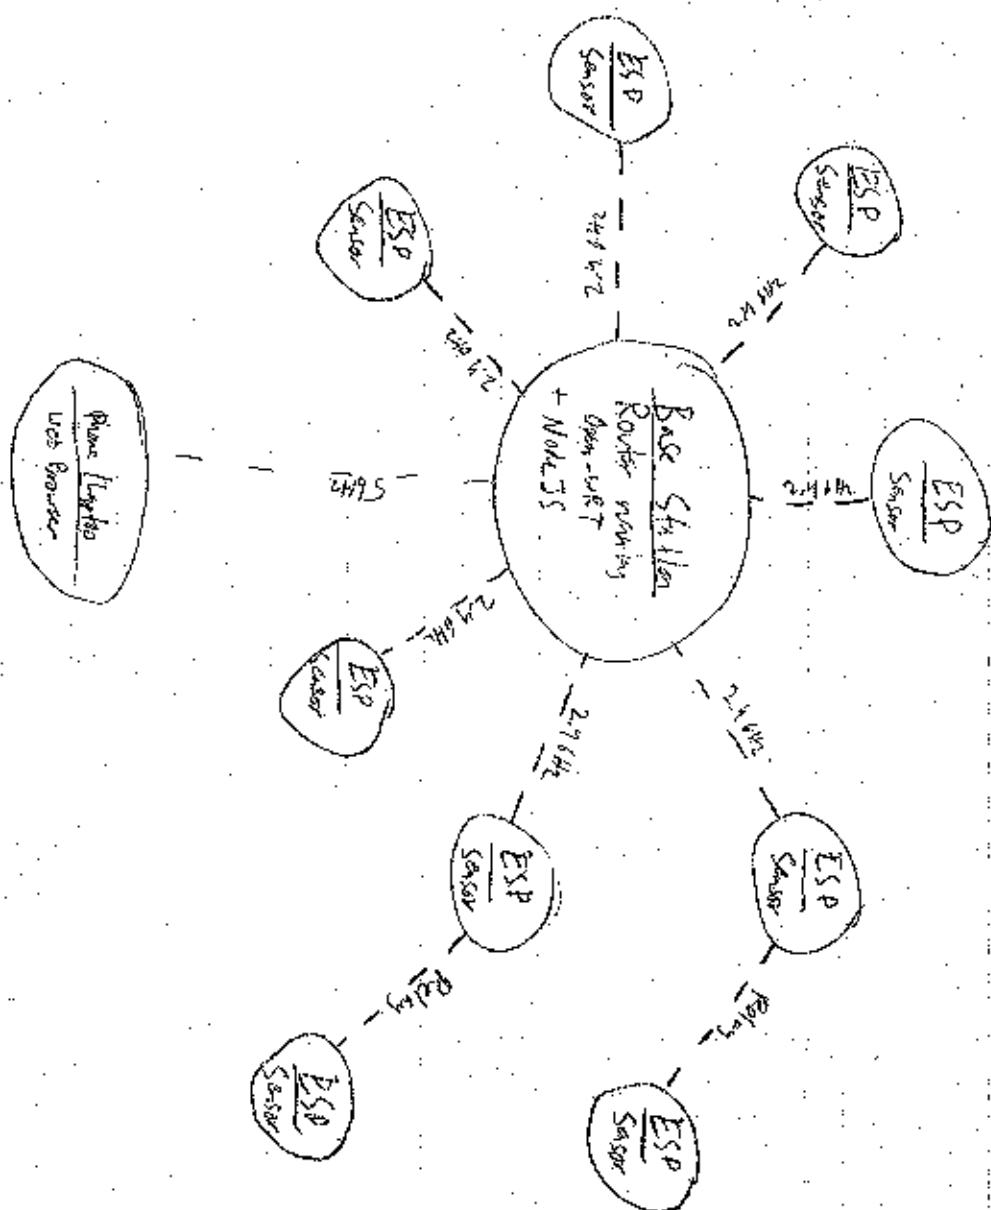 ESP
Sensor
ESP
Sensor
2.4 GHz
ESP
Sensor
2.4 GHz
2.4 GHz
Relay
ESP
Sensor
ESP
Sensor
2.4 GHz
Base Station
Router running
Open-WRT
+ Node JS
2.4 GHz
ESP
Sensor
Relay
ESP
Sensor
2.4 GHz
ESP
Sensor
5 GHz
2.4 GHz
ESP
Sensor
Phone / Laptop
Web Browser